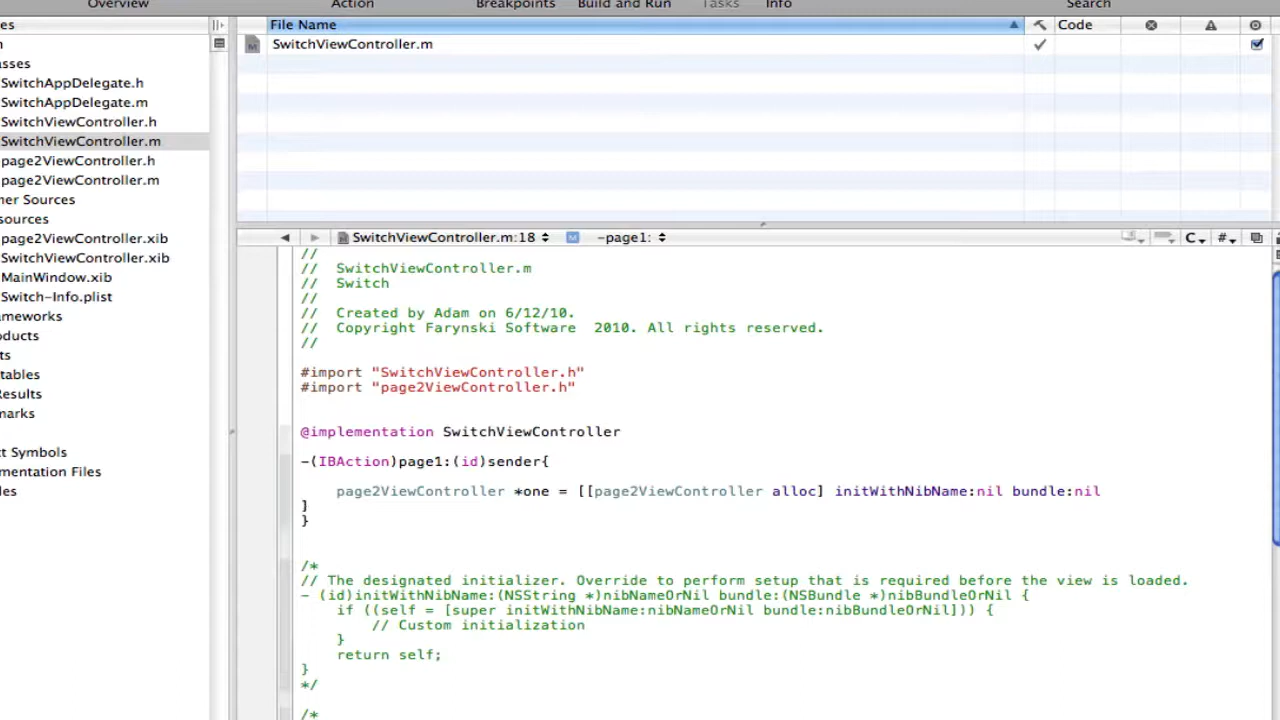 Overview Action Breakpoints Build and Run Tasks Info Search
es
File Name Code
n
SwitchViewController.m
asses
SwitchAppDelegate.h
SwitchAppDelegate.m
SwitchViewController.h
SwitchViewController.m
page2ViewController.h
page2ViewController.m
her Sources
sources
page2ViewController.xib
SwitchViewController.xib
MainWindow.xib
Switch-Info.plist
ameworks
oducts
ts
tables
Results
marks
ct Symbols
mentation Files
les
SwitchViewController.m:18 M -page1: C #
//
// SwitchViewController.m
// Switch
//
// Created by Adam on 6/12/10.
// Copyright Farynski Software 2010. All rights reserved.
//
#import "SwitchViewController.h"
#import "page2ViewController.h"
@implementation SwitchViewController
-(IBAction)page1:(id)sender{
page2ViewController *one = [[page2ViewController alloc] initWithNibName:nil bundle:nil
]
}
/*
// The designated initializer. Override to perform setup that is required before the view is loaded.
- (id)initWithNibName:(NSString *)nibNameOrNil bundle:(NSBundle *)nibBundleOrNil {
if ((self = [super initWithNibName:nibNameOrNil bundle:nibBundleOrNil])) {
// Custom initialization
}
return self;
}
*/
/*